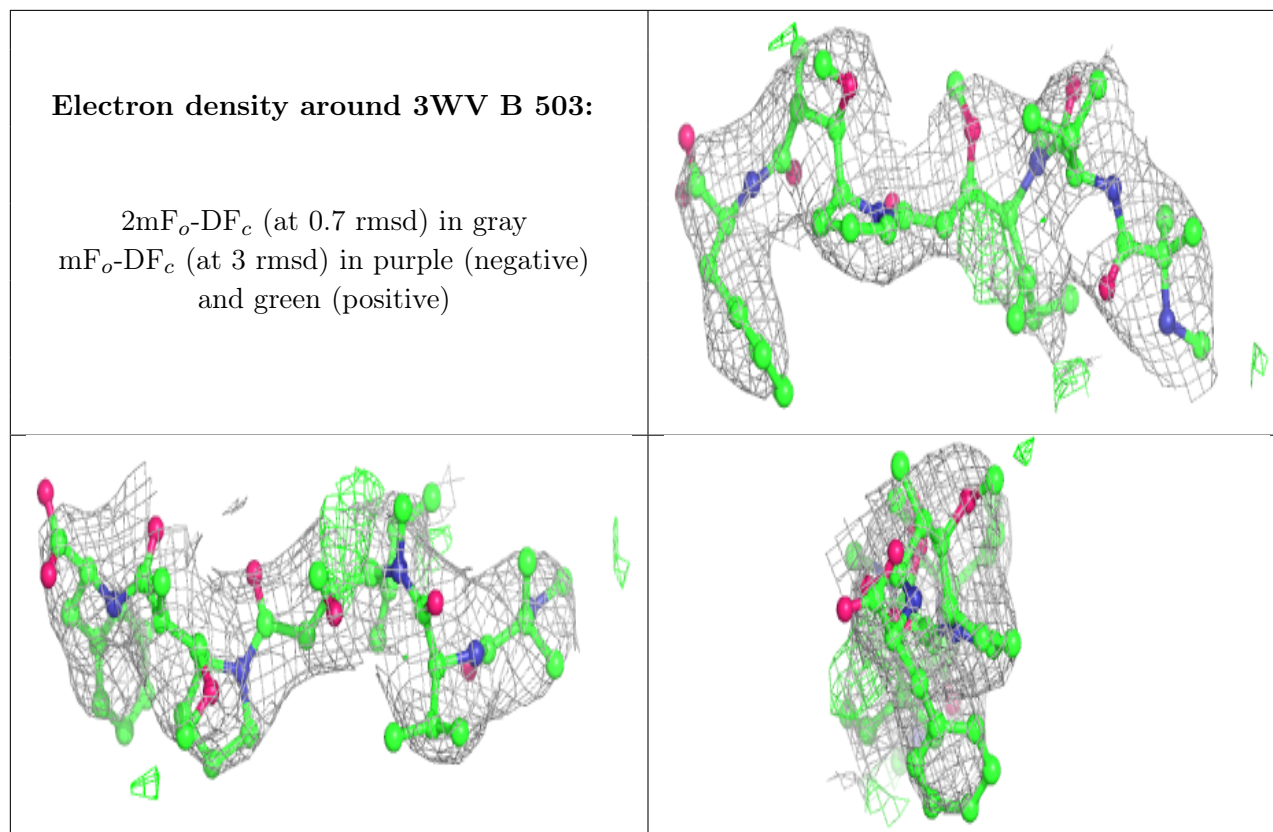 Electron density around 3WV B 503:
2mFo-DFc (at 0.7 rmsd) in gray
mFo-DFc (at 3 rmsd) in purple (negative)
and green (positive)